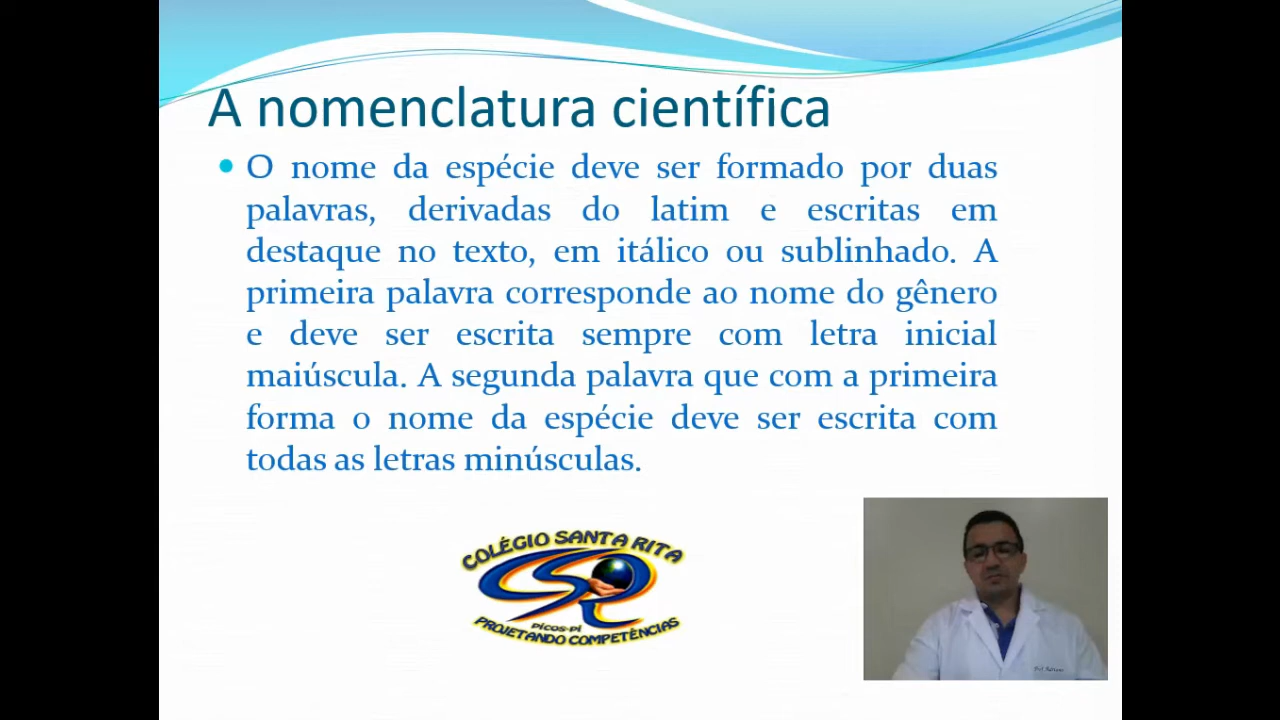 A nomenclatura científica
O nome da espécie deve ser formado por duas
palavras, derivadas do latim e escritas em
destaque no texto, em itálico ou sublinhado. A
primeira palavra corresponde ao nome do gênero
e deve ser escrita sempre com letra inicial
maiúscula. A segunda palavra que com a primeira
forma o nome da espécie deve ser escrita com
todas as letras minúsculas.
COLÉGIO SANTA RITA
CSR
PICOS-PI
PROJETANDO COMPETÊNCIAS